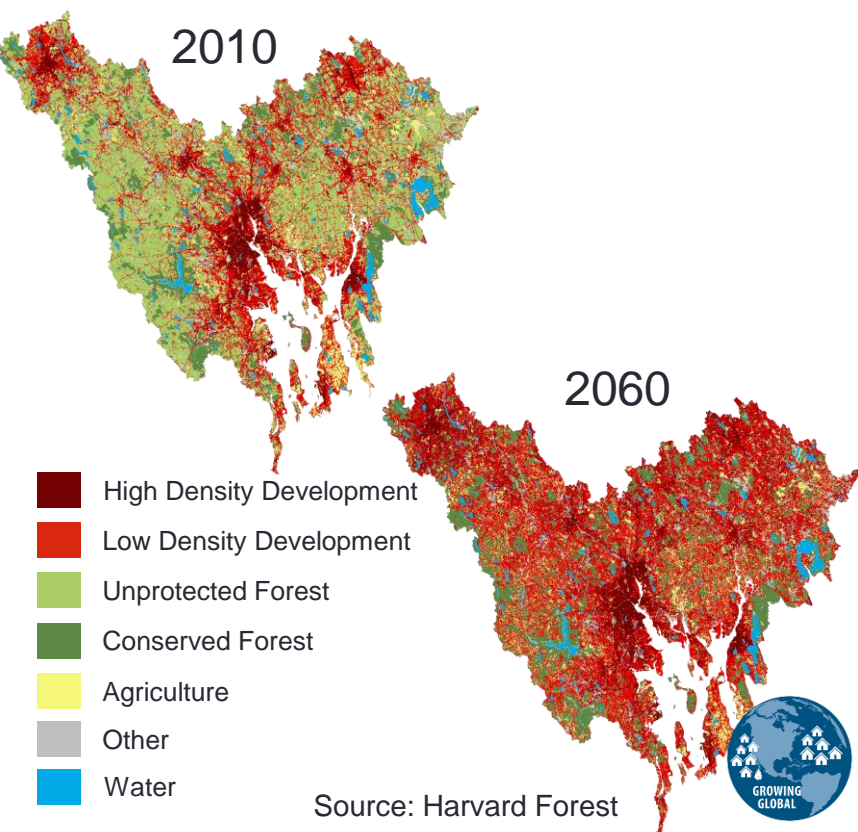 2010
2060
High Density Development
Low Density Development
Unprotected Forest
Conserved Forest
Agriculture
Other
Water
Source: Harvard Forest
GROWING
GLOBAL